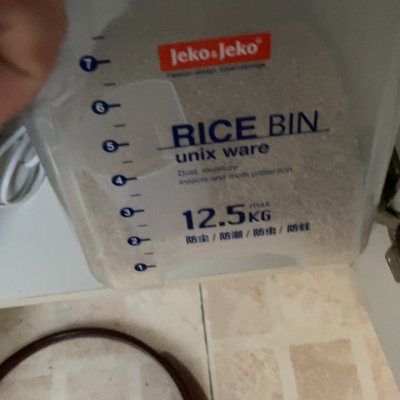 Jeko&Jeko®
7
6
RICE BIN
5
unix ware
Dust, moisture
4
insects and moth protection
3
12.5KG max
2
防尘 / 防潮 / 防虫 / 防蛀
1